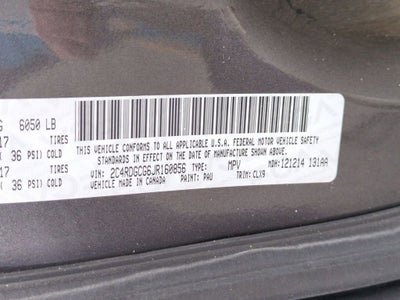 6050 LB
17 TIRES
36 PSI) COLD
17 TIRES
36 PSI) COLD
THIS VEHICLE CONFORMS TO ALL APPLICABLE U.S.A. FEDERAL MOTOR VEHICLE SAFETY
STANDARDS IN EFFECT ON THE DATE OF MANUFACTURE SHOWN ABOVE.
VIN: 2C4RDGCG6JR160856 TYPE: MPV MDH: 121214 131AA
VEHICLE MADE IN CANADA PAINT: PAU TRIM: CLX9